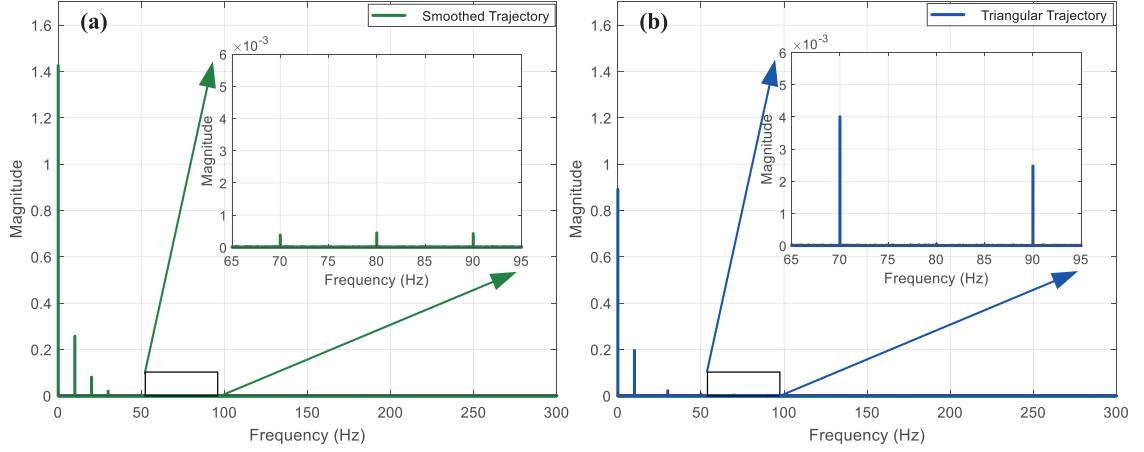 (a)
Smoothed Trajectory
1.6
1.4
1.2
1
0.8
0.6
0.4
0.2
0
Magnitude
0 50 100 150 200 250 300
Frequency (Hz)
×10⁻³
6
5
4
3
2
1
0
Magnitude
65 70 75 80 85 90 95
Frequency (Hz)
(b)
Triangular Trajectory
1.6
1.4
1.2
1
0.8
0.6
0.4
0.2
0
Magnitude
0 50 100 150 200 250 300
Frequency (Hz)
×10⁻³
6
5
4
3
2
1
0
Magnitude
65 70 75 80 85 90 95
Frequency (Hz)